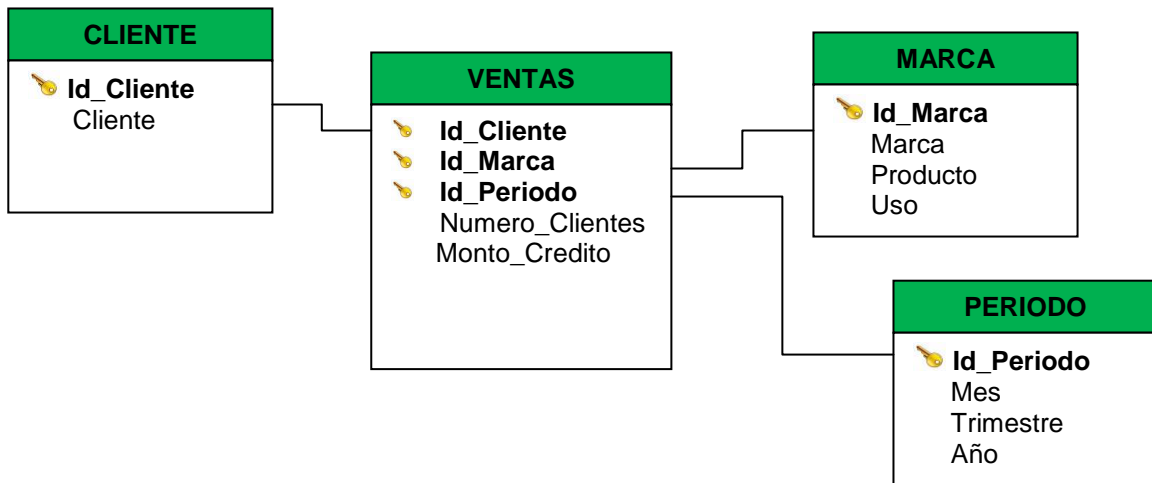 CLIENTE
Id_Cliente
Cliente
VENTAS
Id_Cliente
Id_Marca
Id_Periodo
Numero_Clientes
Monto_Credito
MARCA
Id_Marca
Marca
Producto
Uso
PERIODO
Id_Periodo
Mes
Trimestre
Año